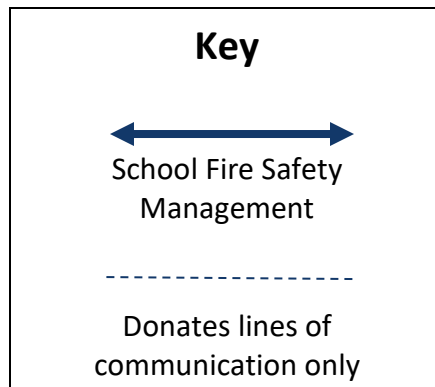 Key
School Fire Safety
Management
Donates lines of
communication only